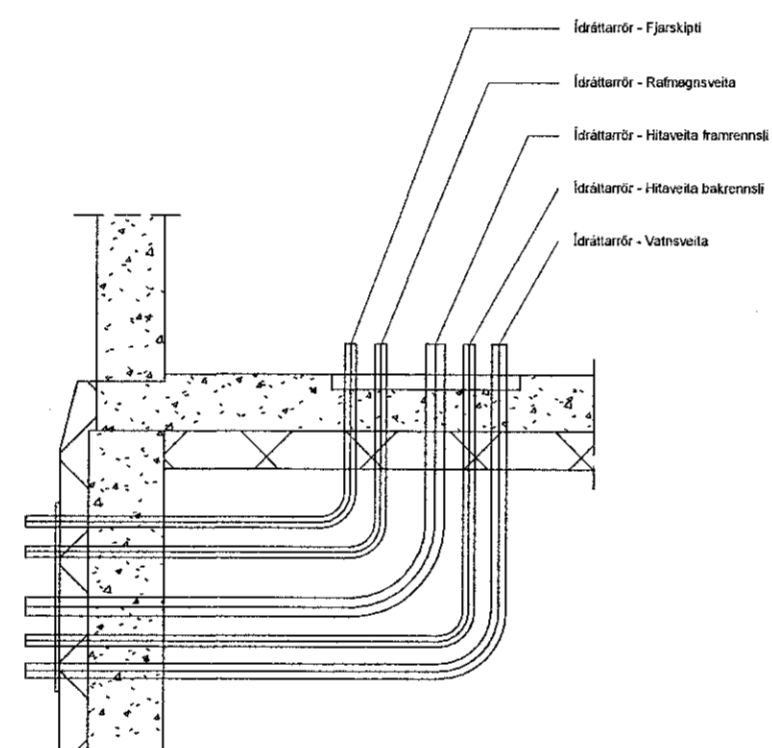 Ídráttarrör - Fjarskipti
Ídráttarrör - Rafmagnsveita
Ídráttarrör - Hitaveita framrennsli
Ídráttarrör - Hitaveita bakrennsli
Ídráttarrör - Vatnsveita